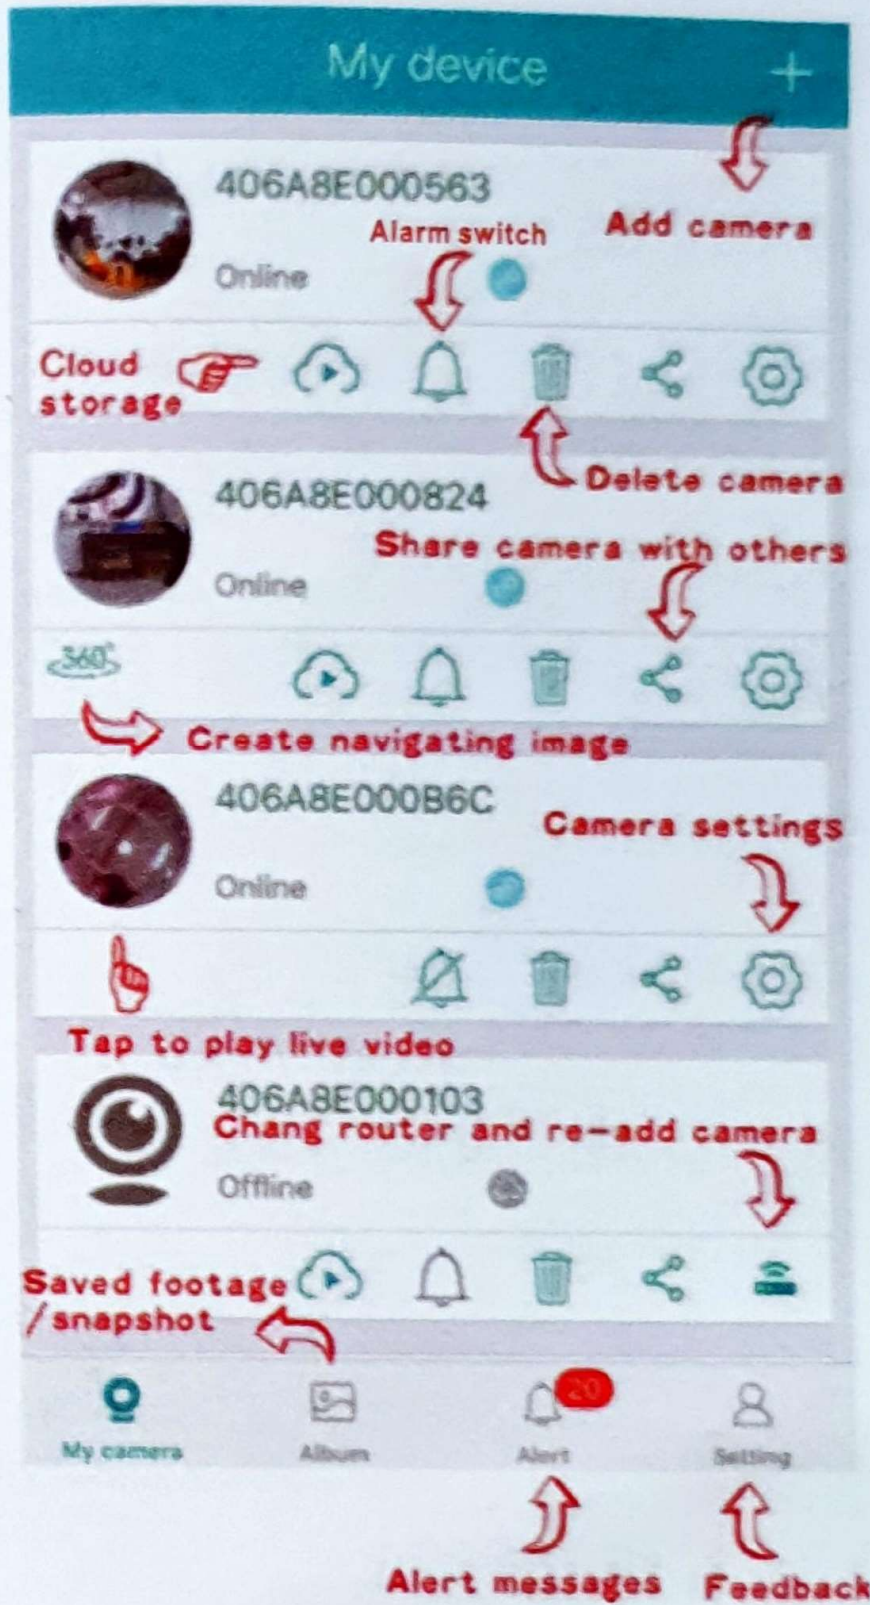 My device +
406A8E000563
Add camera
Alarm switch
Online
Cloud
storage
Delete camera
406A8E000824
Share camera with others
Online
360°
Create navigating image
406A8E000B6C
Camera settings
Online
Tap to play live video
406A8E000103
Chang router and re-add camera
Offline
Saved footage
/snapshot
20
My camera Album Alert Setting
Alert messages Feedback